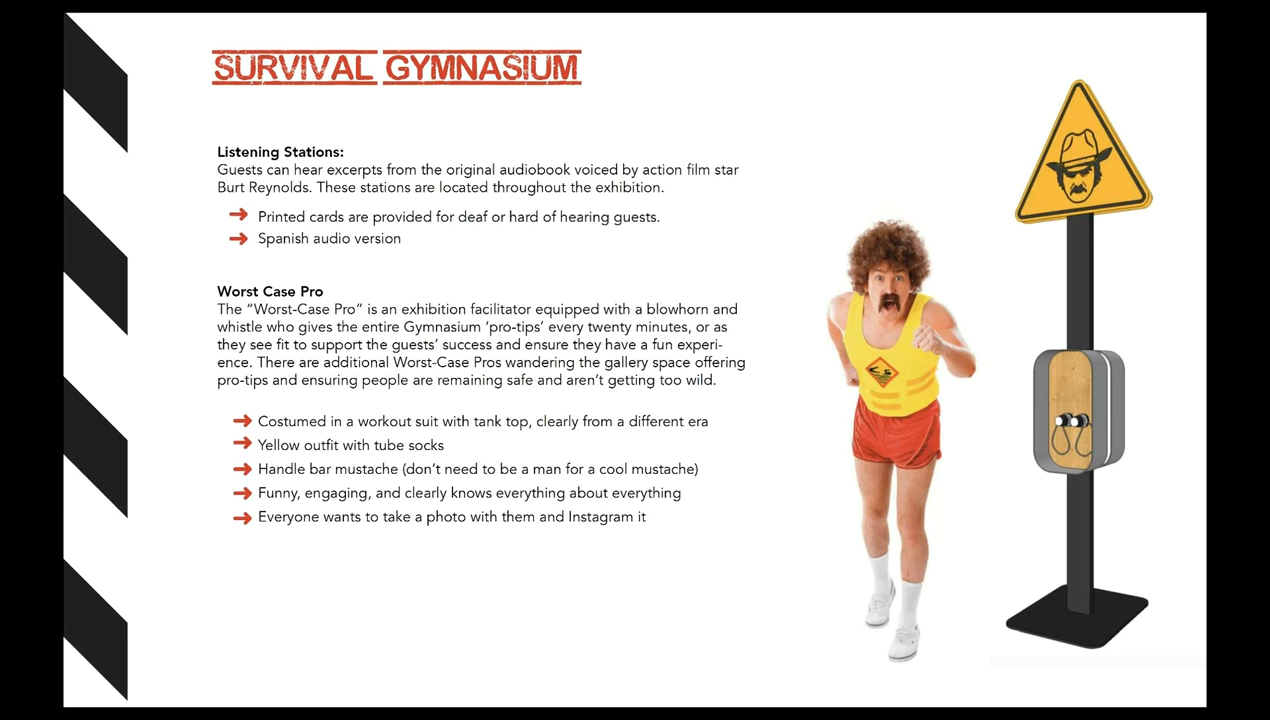 SURVIVAL GYMNASIUM
Listening Stations:
Guests can hear excerpts from the original audiobook voiced by action film star
Burt Reynolds. These stations are located throughout the exhibition.
Printed cards are provided for deaf or hard of hearing guests.
Spanish audio version
Worst Case Pro
The “Worst-Case Pro” is an exhibition facilitator equipped with a blowhorn and
whistle who gives the entire Gymnasium ‘pro-tips’ every twenty minutes, or as
they see fit to support the guests’ success and ensure they have a fun experi-
ence. There are additional Worst-Case Pros wandering the gallery space offering
pro-tips and ensuring people are remaining safe and aren’t getting too wild.
Costumed in a workout suit with tank top, clearly from a different era
Yellow outfit with tube socks
Handle bar mustache (don’t need to be a man for a cool mustache)
Funny, engaging, and clearly knows everything about everything
Everyone wants to take a photo with them and Instagram it